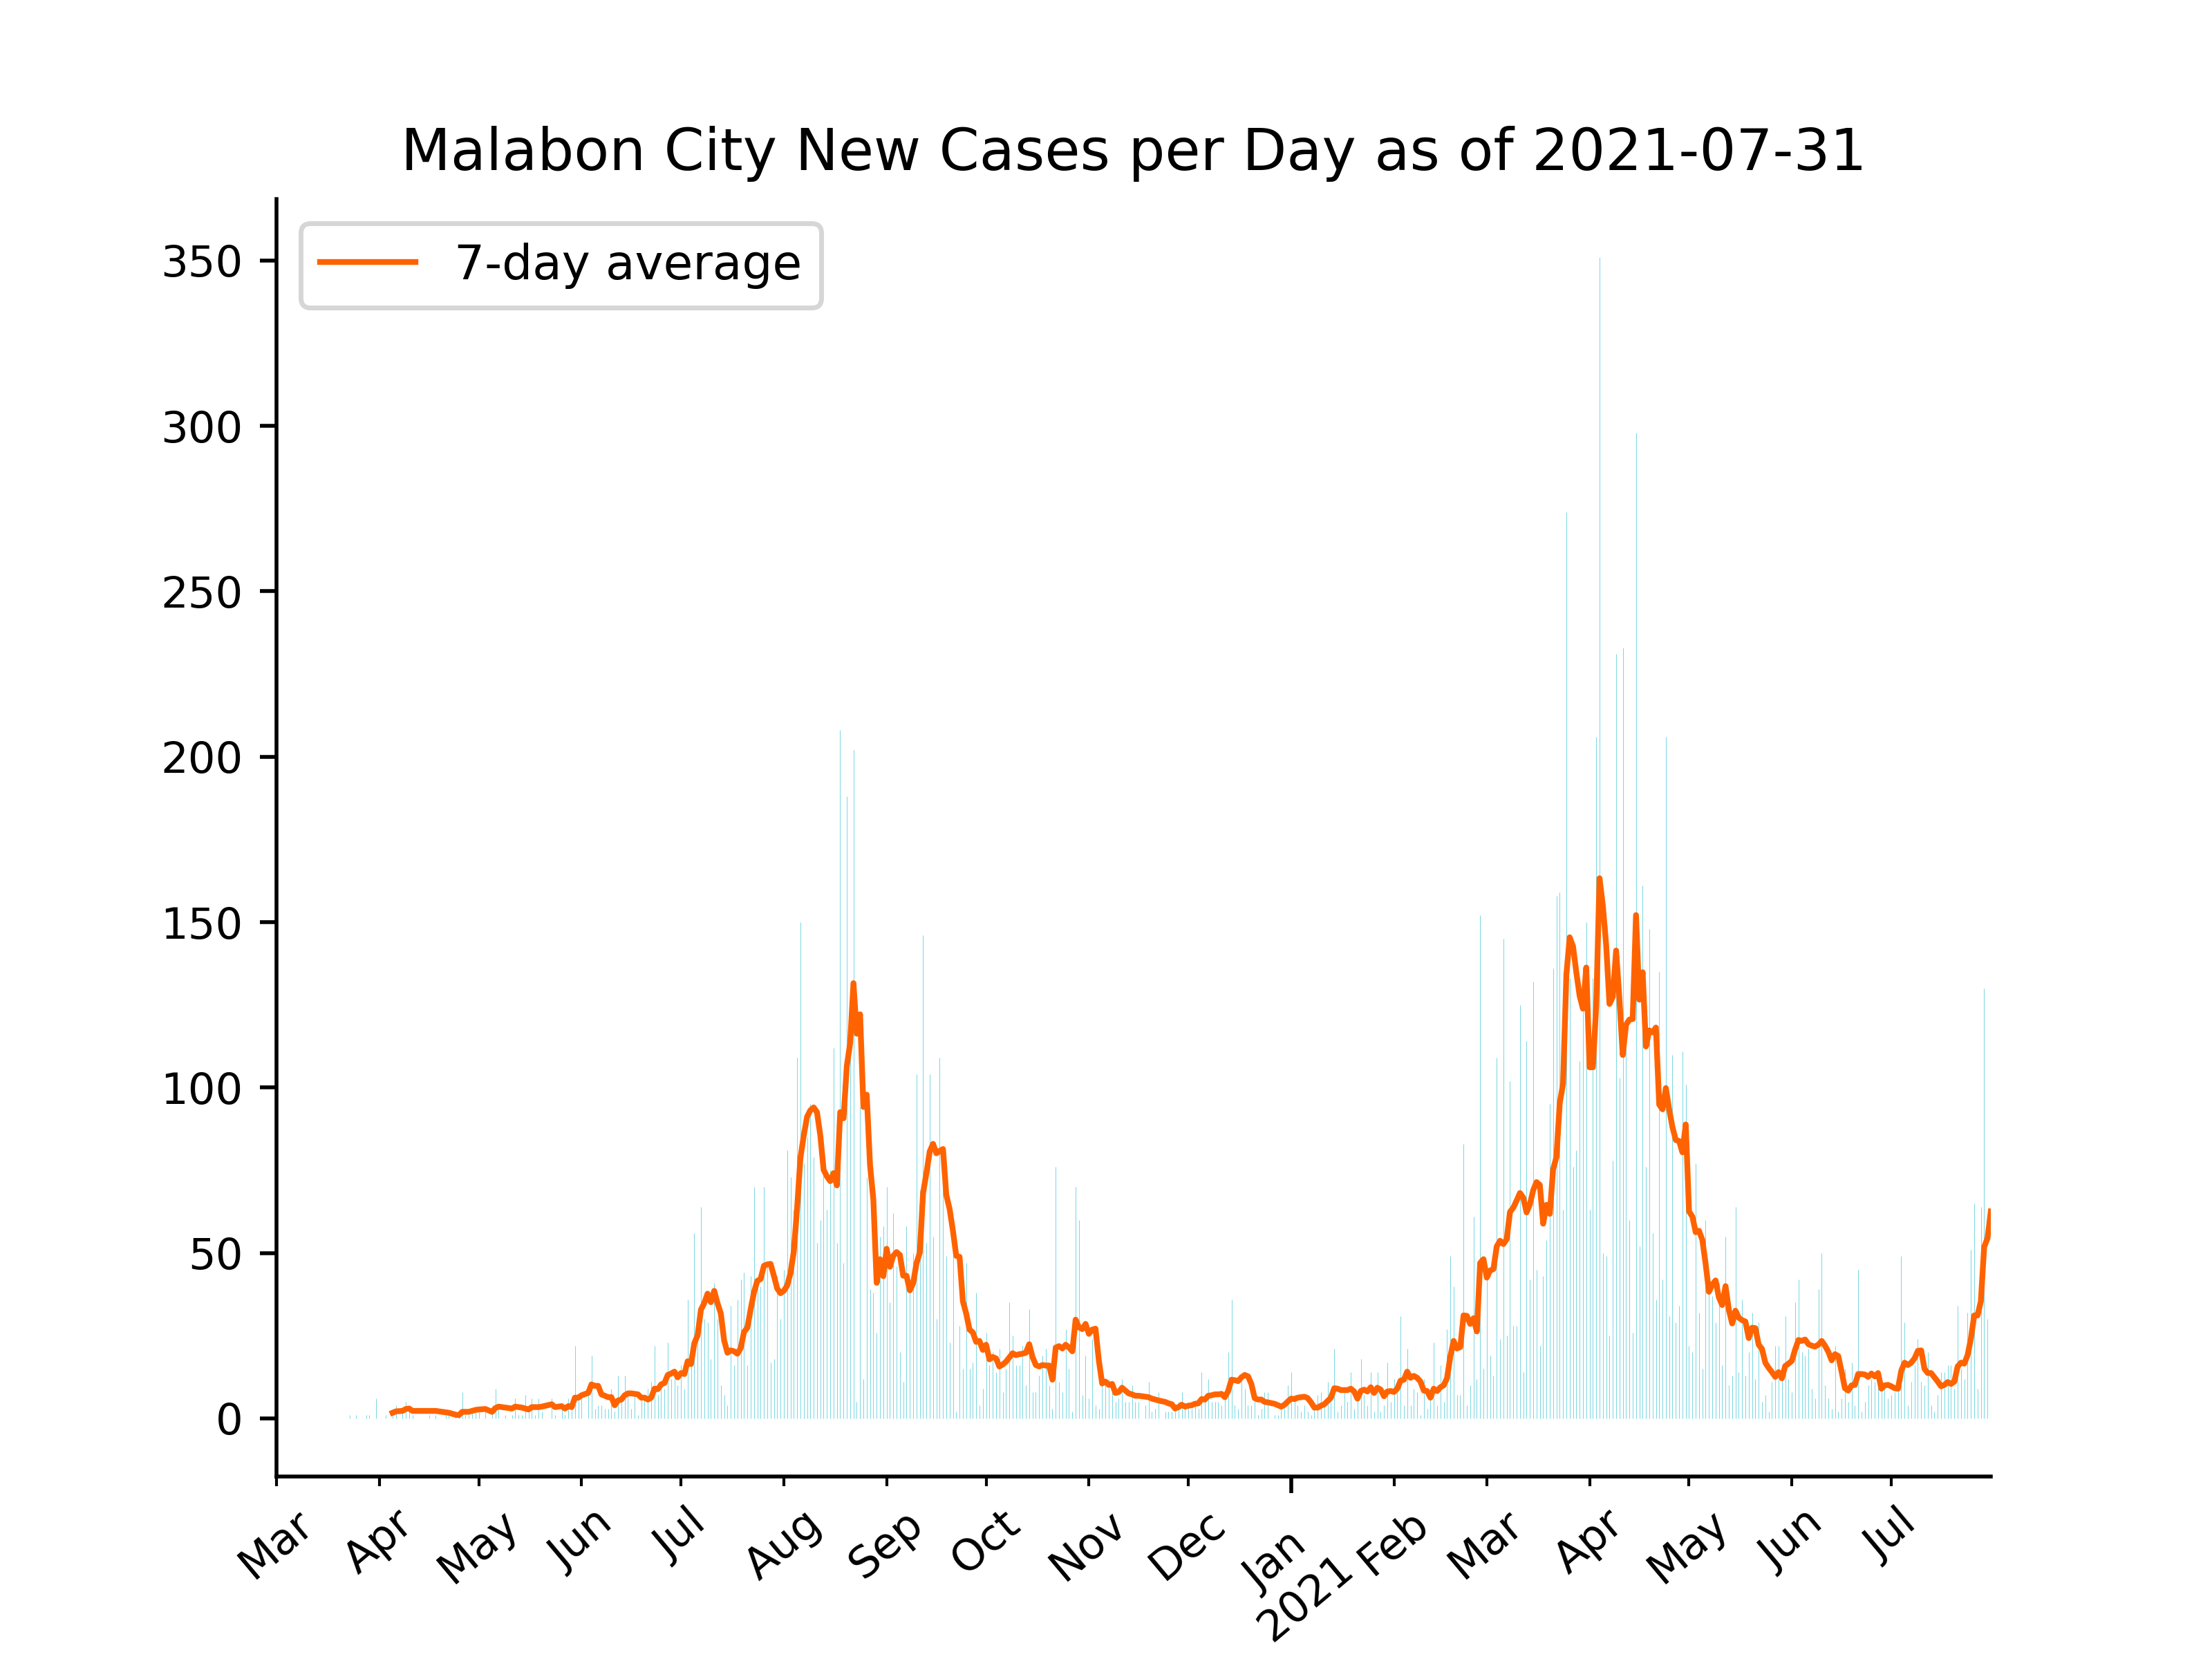 Malabon City New Cases per Day as of 2021-07-31
7-day average
350
300
250
200
150
100
50
0
Mar
Apr
May
Jun
Jul
Aug
Sep
Oct
Nov
Dec
Jan
2021
Feb
Mar
Apr
May
Jun
Jul